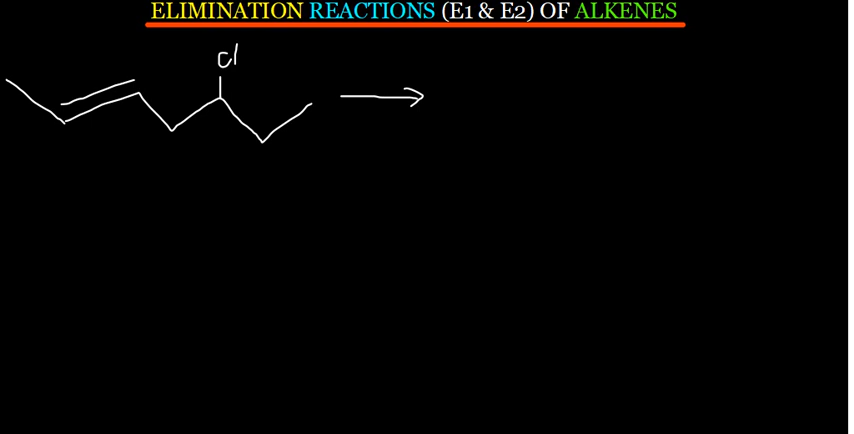 ELIMINATION REACTIONS (E1 & E2) OF ALKENES
Cl